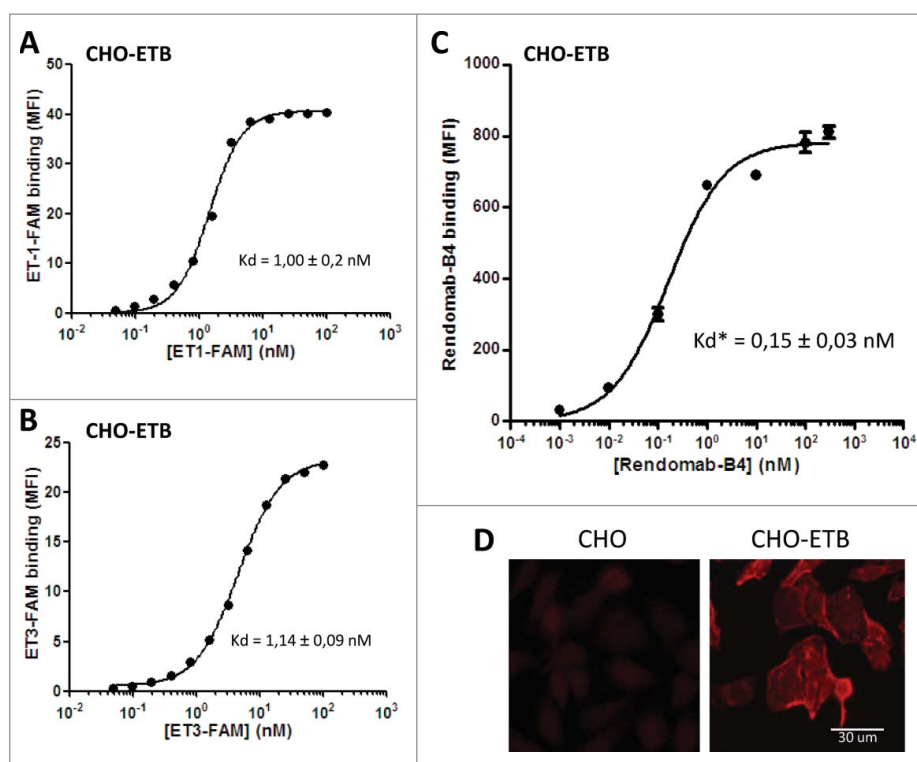 A
CHO-ETB
50
40
30
20
10
0
ET-1-FAM binding (MFI)
Kd = 1,00 ± 0,2 nM
10-2 10-1 100 101 102 103
[ET1-FAM] (nM)
B
CHO-ETB
25
20
15
10
5
0
ET3-FAM binding (MFI)
Kd = 1,14 ± 0,09 nM
10-2 10-1 100 101 102 103
[ET3-FAM] (nM)
C
CHO-ETB
1000
800
600
400
200
0
Rendomab-B4 binding (MFI)
Kd* = 0,15 ± 0,03 nM
10-4 10-3 10-2 10-1 100 101 102 103 104
[Rendomab-B4] (nM)
D
CHO
CHO-ETB
30 um